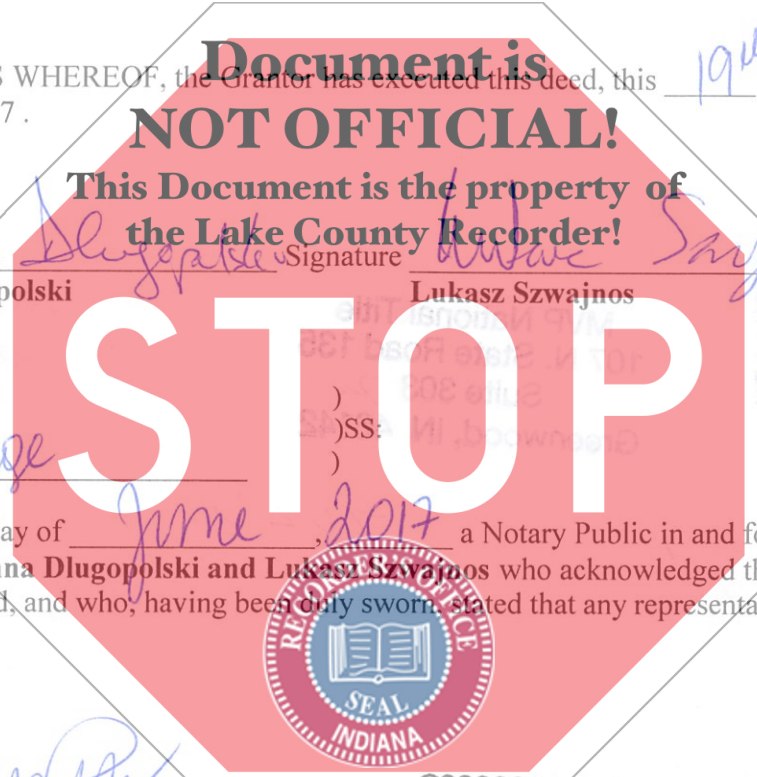 Document is
S WHEREOF, the Grantor has executed this deed, this 19th
7.
NOT OFFICIAL!
This Document is the property of
the Lake County Recorder!
Dlugopolski Signature
polski Lukasz Szwajnos
MVP National Title
107 N. State Road 135
Suite 303
Greenwood, IN. 46142
STOP
)
)SS:
)
ay of June, 2017 a Notary Public in and fo
na Dlugopolski and Lukasz Szwajnos who acknowledged th
d, and who, having been duly sworn, stated that any representa
RECORDER'S OFFICE
SEAL
INDIANA